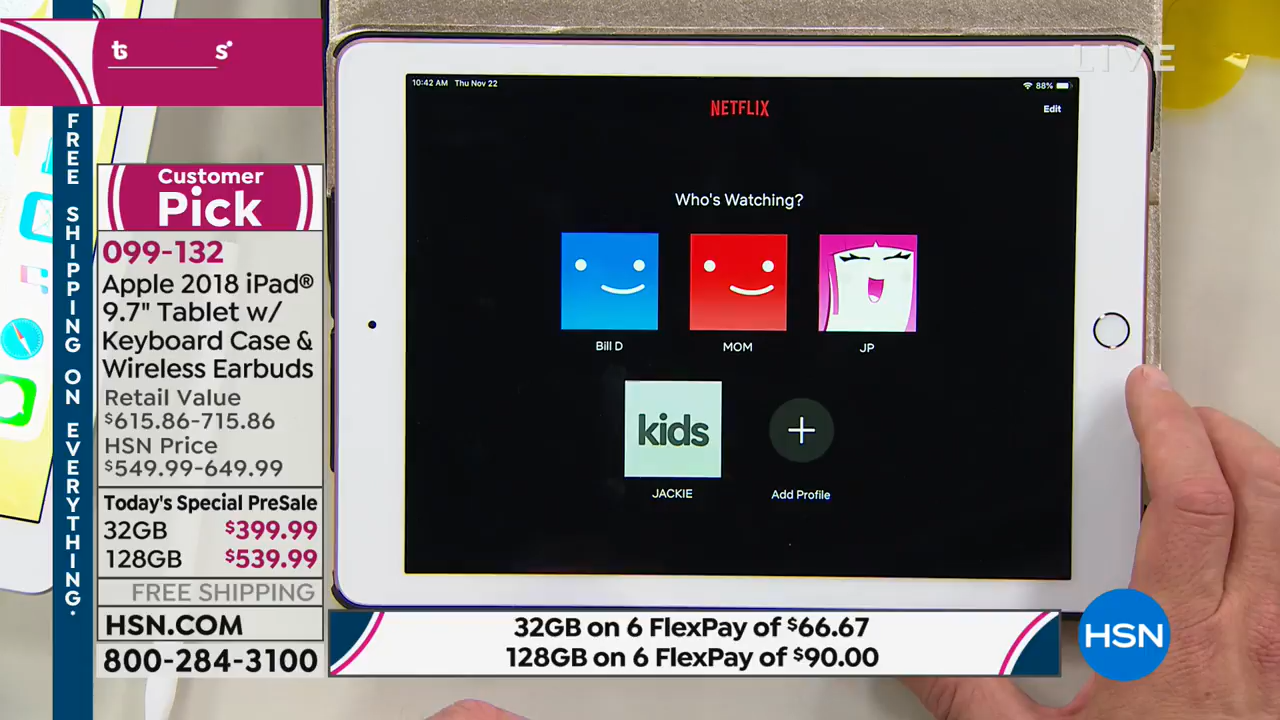 ts s
FREE SHIPPING ON EVERYTHING.
Customer
Pick
099-132
Apple 2018 iPad®
9.7" Tablet w/
Keyboard Case &
Wireless Earbuds
Retail Value
$615.86-715.86
HSN Price
$549.99-649.99
Today's Special PreSale
32GB $399.99
128GB $539.99
FREE SHIPPING
HSN.COM
800-284-3100
LIVE
10:42 AM Thu Nov 22
88%
NETFLIX
Edit
Who's Watching?
Bill D
MOM
JP
kids
JACKIE
Add Profile
32GB on 6 FlexPay of $66.67
128GB on 6 FlexPay of $90.00
HSN